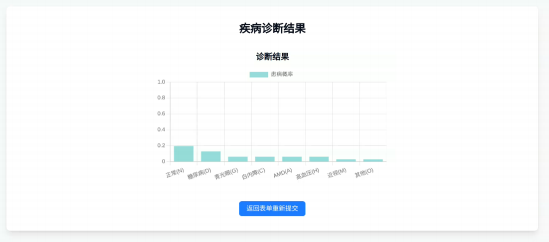 疾病诊断结果
诊断结果
患病概率
1.0
0.8
0.6
0.4
0.2
0
正常(N)
糖尿病(D)
青光眼(G)
白内障(C)
AMD(A)
高血压(H)
近视(M)
其他(O)
返回表单重新提交